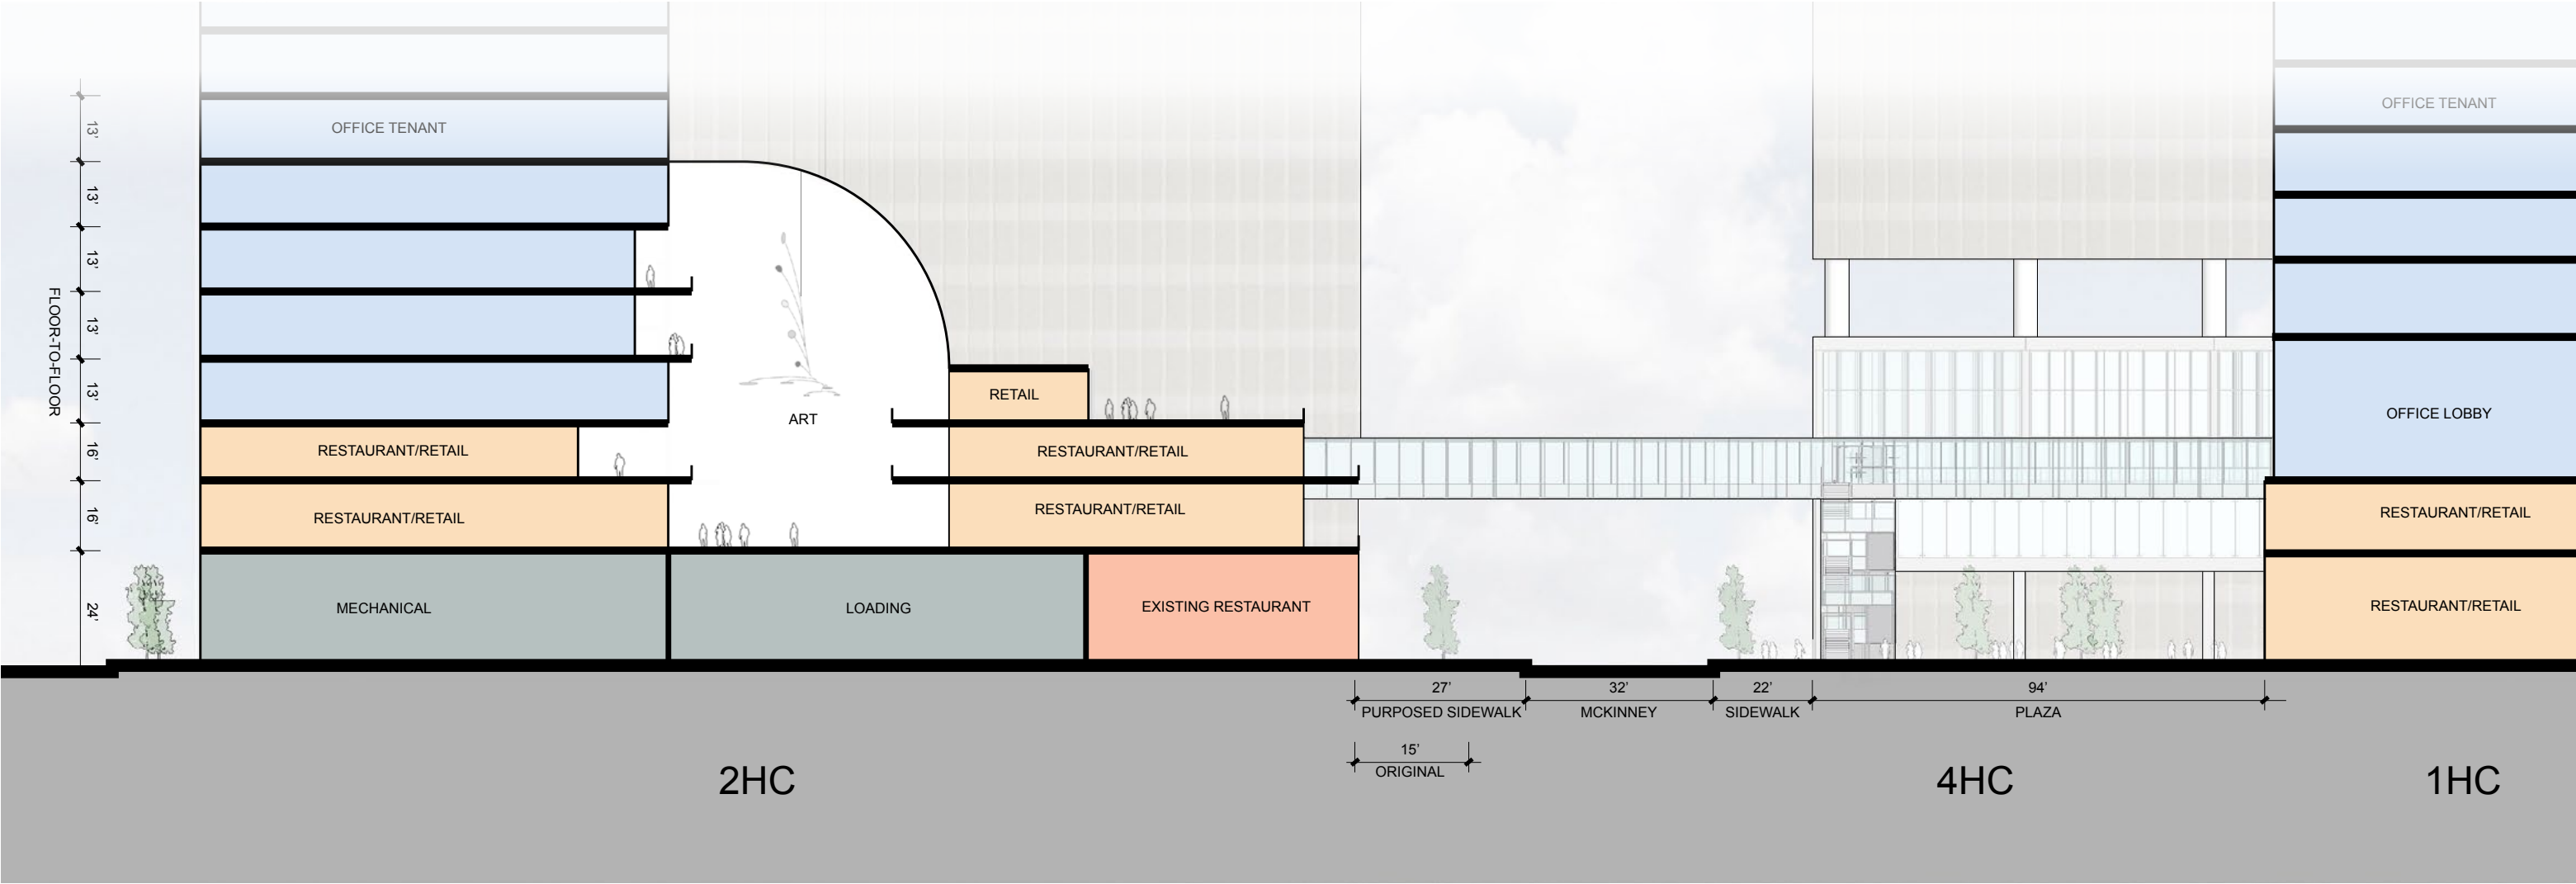 OFFICE TENANT
OFFICE TENANT
13'
13'
13'
13'
13'
16'
16'
24'
FLOOR-TO-FLOOR
ART
RETAIL
OFFICE LOBBY
RESTAURANT/RETAIL
RESTAURANT/RETAIL
RESTAURANT/RETAIL
RESTAURANT/RETAIL
RESTAURANT/RETAIL
RESTAURANT/RETAIL
MECHANICAL
LOADING
EXISTING RESTAURANT
27'
32'
22'
94'
PURPOSED SIDEWALK
MCKINNEY
SIDEWALK
PLAZA
15'
ORIGINAL
2HC
4HC
1HC